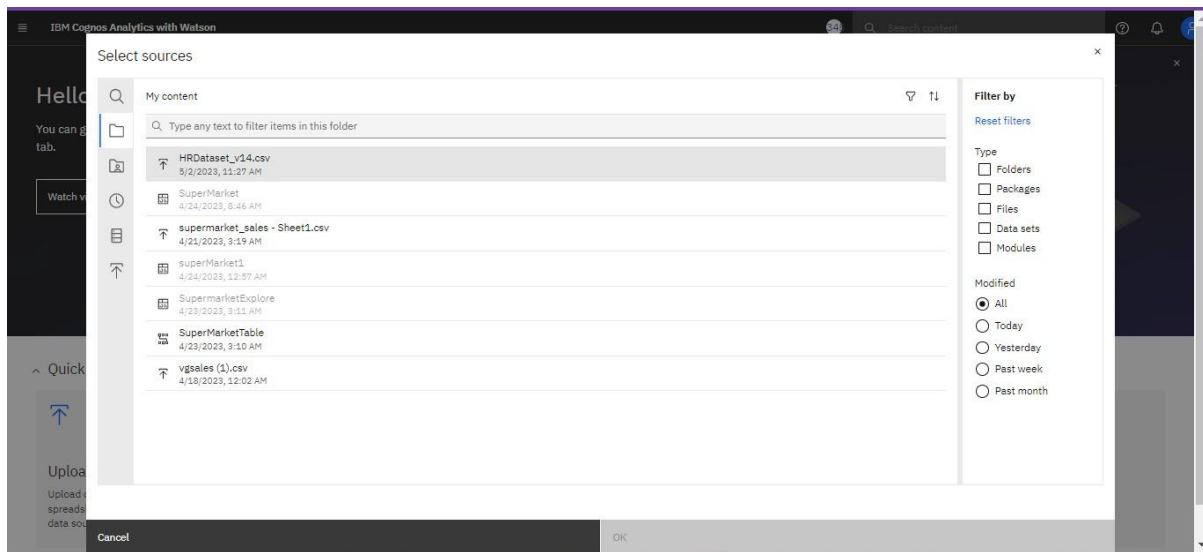 IBM Cognos Analytics with Watson
34
Search content
Select sources
Hello
You can g
tab.
Watch vi
My content
Type any text to filter items in this folder
HRDataset_v14.csv
5/2/2023, 11:27 AM
SuperMarket
4/24/2023, 8:46 AM
supermarket_sales - Sheet1.csv
4/21/2023, 3:19 AM
superMarket1
4/24/2023, 12:57 AM
SupermarketExplore
4/23/2023, 3:11 AM
SuperMarketTable
4/23/2023, 3:10 AM
vgsales (1).csv
4/18/2023, 12:02 AM
Filter by
Reset filters
Type
Folders
Packages
Files
Data sets
Modules
Modified
All
Today
Yesterday
Past week
Past month
Quick
Uploa
Upload
spreads
data sou
Cancel
OK